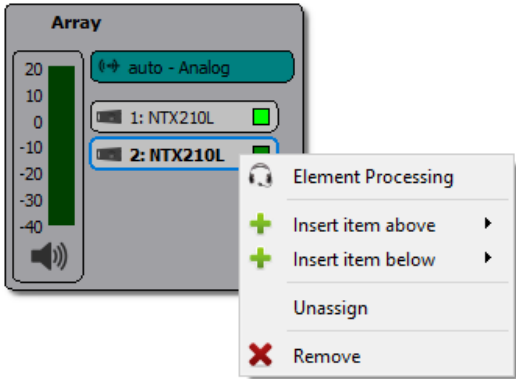 Array
auto - Analog
20
10
0
-10
-20
-30
-40
1: NTX210L
2: NTX210L
Element Processing
Insert item above
Insert item below
Unassign
Remove